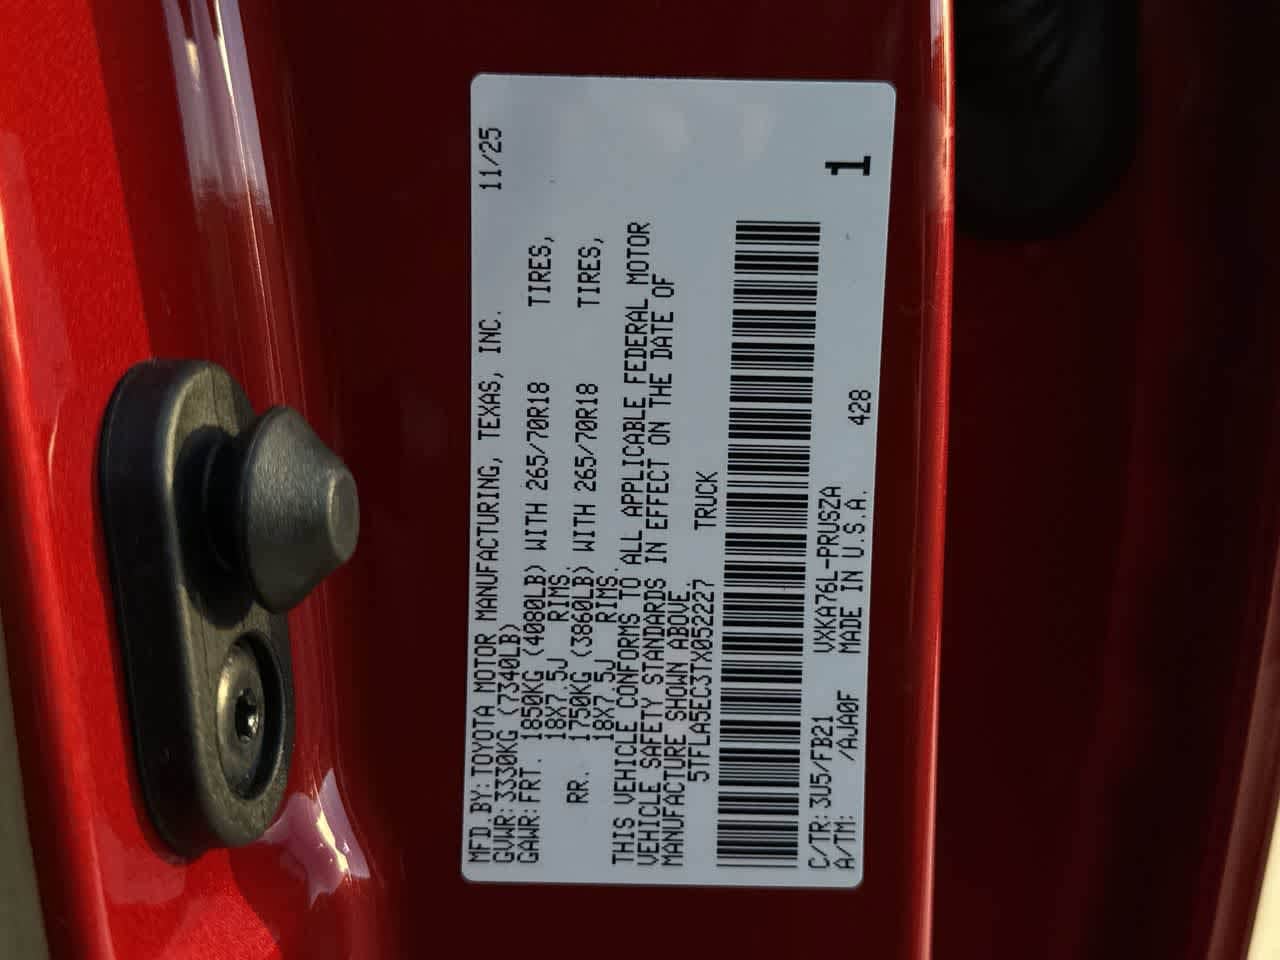 MFD.BY:TOYOTA MOTOR MANUFACTURING, TEXAS, INC. 11/25
GVWR:3330KG (7340LB)
GAWR:FRT. 1850KG (4080LB) WITH 265/70R18 TIRES,
18X7.5J RIMS.
RR. 1750KG (3860LB) WITH 265/70R18 TIRES,
18X7.5J RIMS.
THIS VEHICLE CONFORMS TO ALL APPLICABLE FEDERAL MOTOR
VEHICLE SAFETY STANDARDS IN EFFECT ON THE DATE OF
MANUFACTURE SHOWN ABOVE.
5TFLA5EC3TX052227 TRUCK
C/TR:3U5/FB21 VXKA76L-PRUSZA 1
A/TM: /AJA0F MADE IN U.S.A. 428